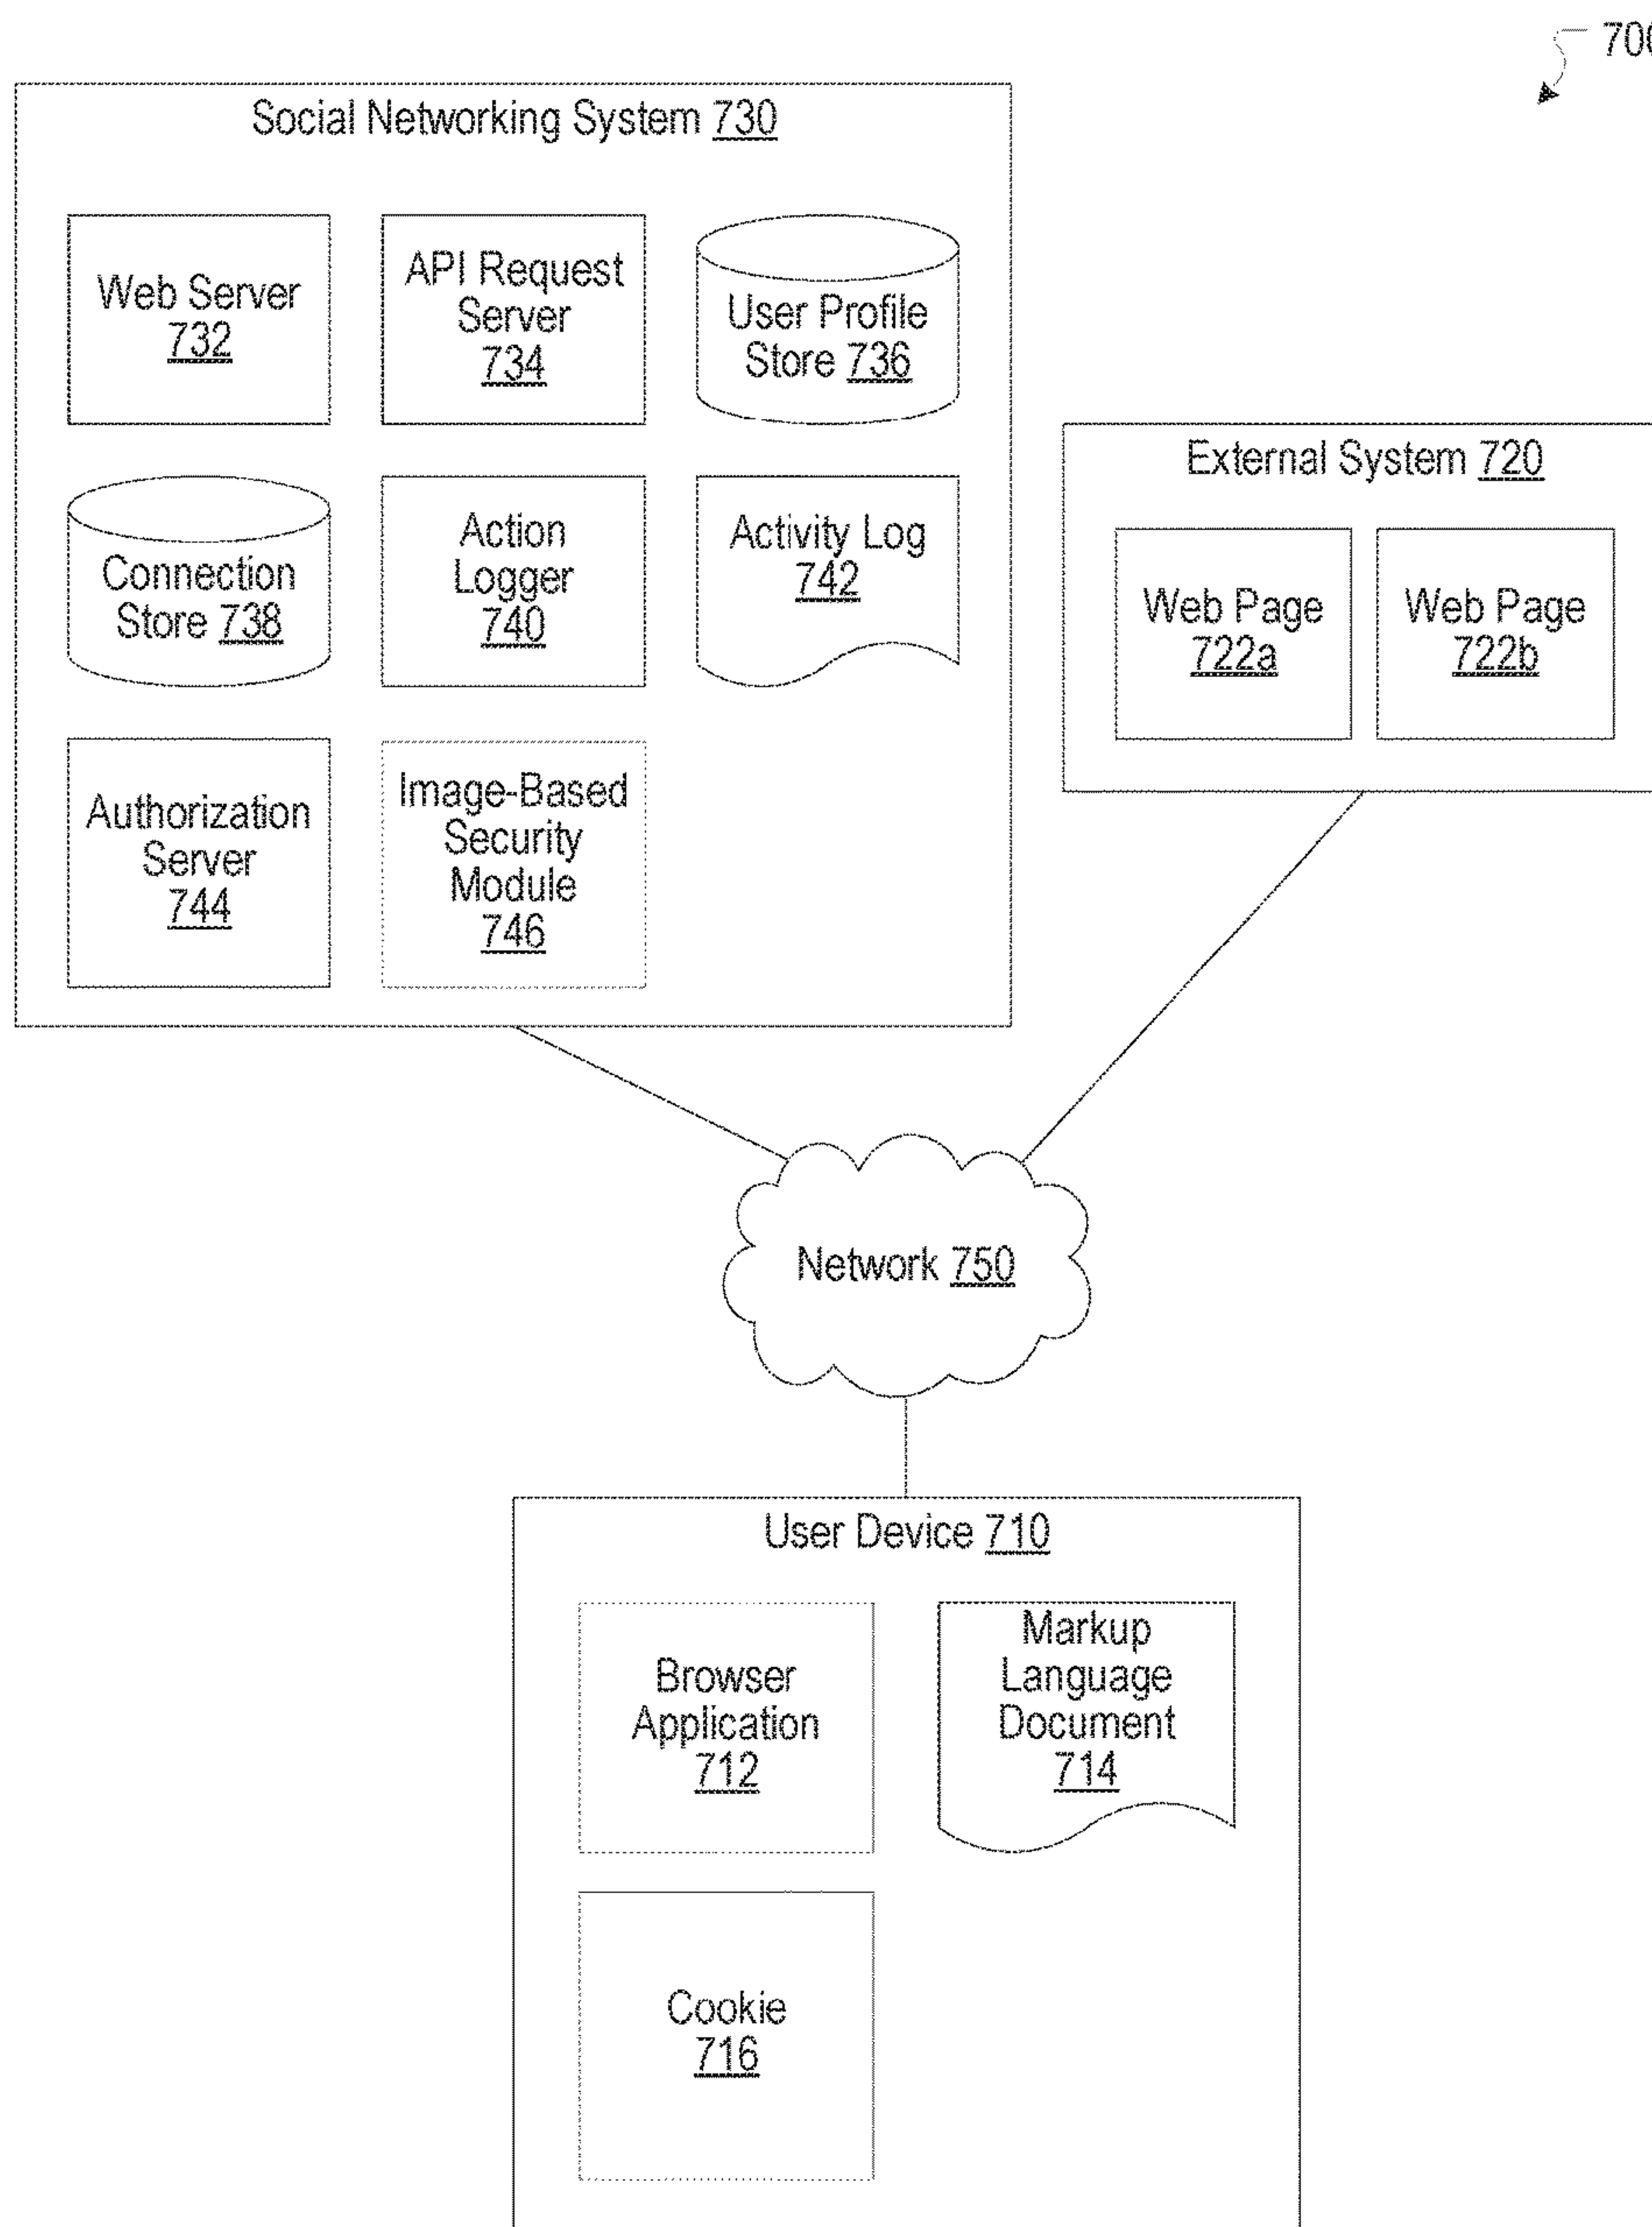 700
Social Networking System 730
Web Server
732
API Request
Server
734
User Profile
Store 736
Connection
Store 738
Action
Logger
740
Activity Log
742
Authorization
Server
744
Image-Based
Security
Module
746
External System 720
Web Page
722a
Web Page
722b
Network 750
User Device 710
Browser
Application
712
Markup
Language
Document
714
Cookie
716